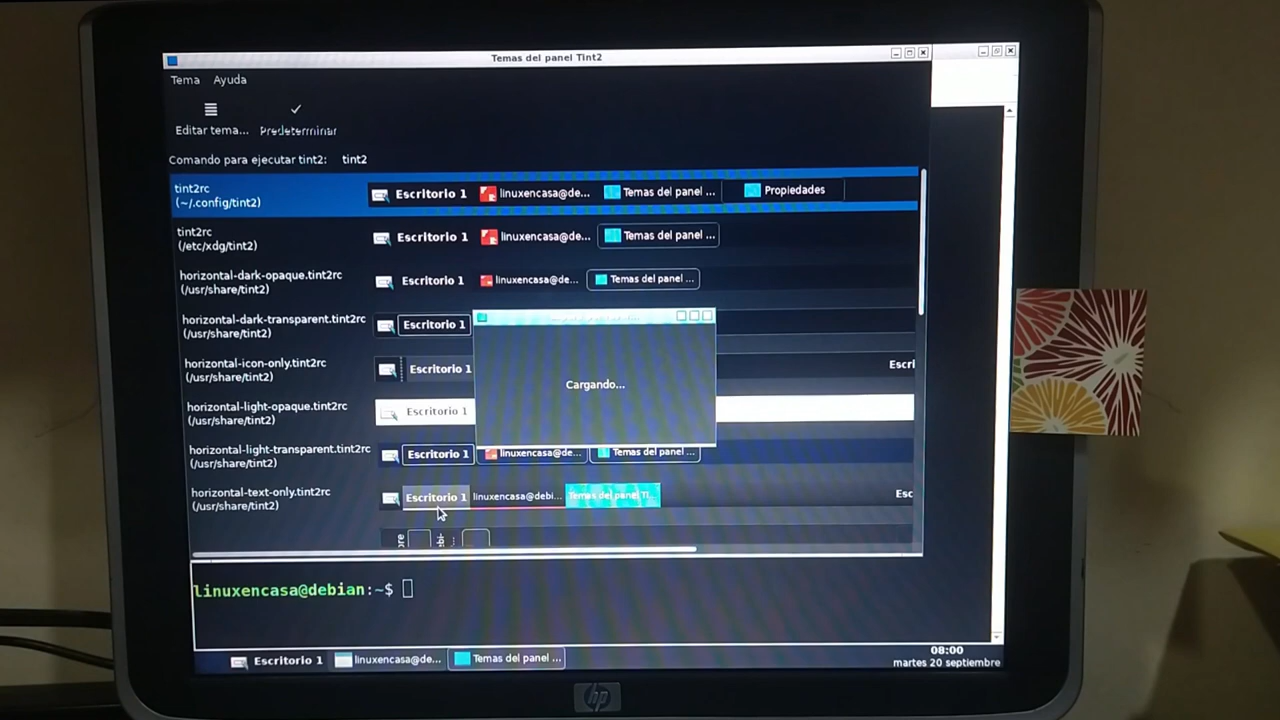 Temas del panel Tint2
Tema Ayuda
Editar tema... Predeterminar
Comando para ejecutar tint2: tint2
tint2rc
(~/.config/tint2)
Escritorio 1 linuxencasa@de... Temas del panel ... Propiedades
tint2rc
(/etc/xdg/tint2)
Escritorio 1 linuxencasa@de... Temas del panel ...
horizontal-dark-opaque.tint2rc
(/usr/share/tint2)
Escritorio 1 linuxencasa@de... Temas del panel ...
horizontal-dark-transparent.tint2rc
(/usr/share/tint2)
Escritorio 1
horizontal-icon-only.tint2rc
(/usr/share/tint2)
Escritorio 1 Escri
Cargando...
horizontal-light-opaque.tint2rc
(/usr/share/tint2)
Escritorio 1
horizontal-light-transparent.tint2rc
(/usr/share/tint2)
Escritorio 1 linuxencasa@de... Temas del panel ...
horizontal-text-only.tint2rc
(/usr/share/tint2)
Escritorio 1 linuxencasa@debi... Temas del panel Ti... Esc
linuxencasa@debian:~$
Escritorio 1 linuxencasa@de... Temas del panel ...
08:00
martes 20 septiembre
hp